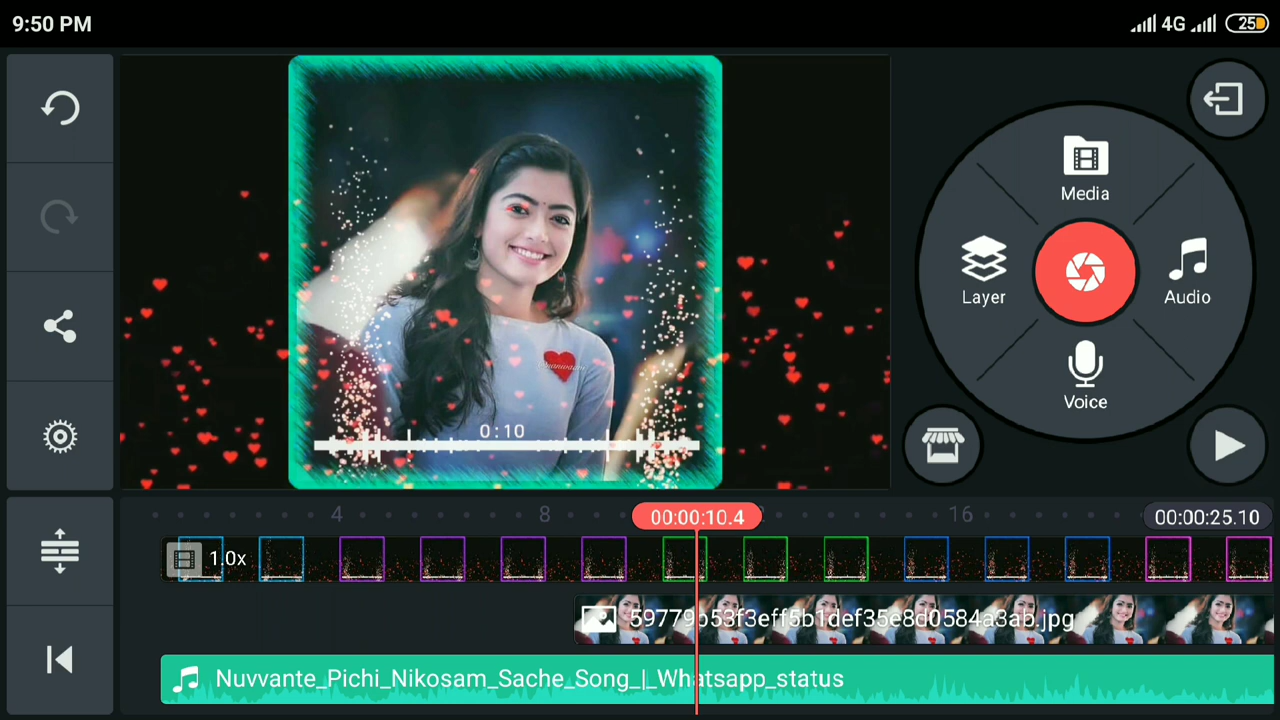 9:50 PM
4G
25
Media
Layer
Audio
Voice
0:10
4
8
00:00:10.4
16
00:00:25.10
1.0x
59779b53f3eff5b1def35e8d0584a3ab.jpg
Nuvvante_Pichi_Nikosam_Sache_Song_|_Whatsapp_status